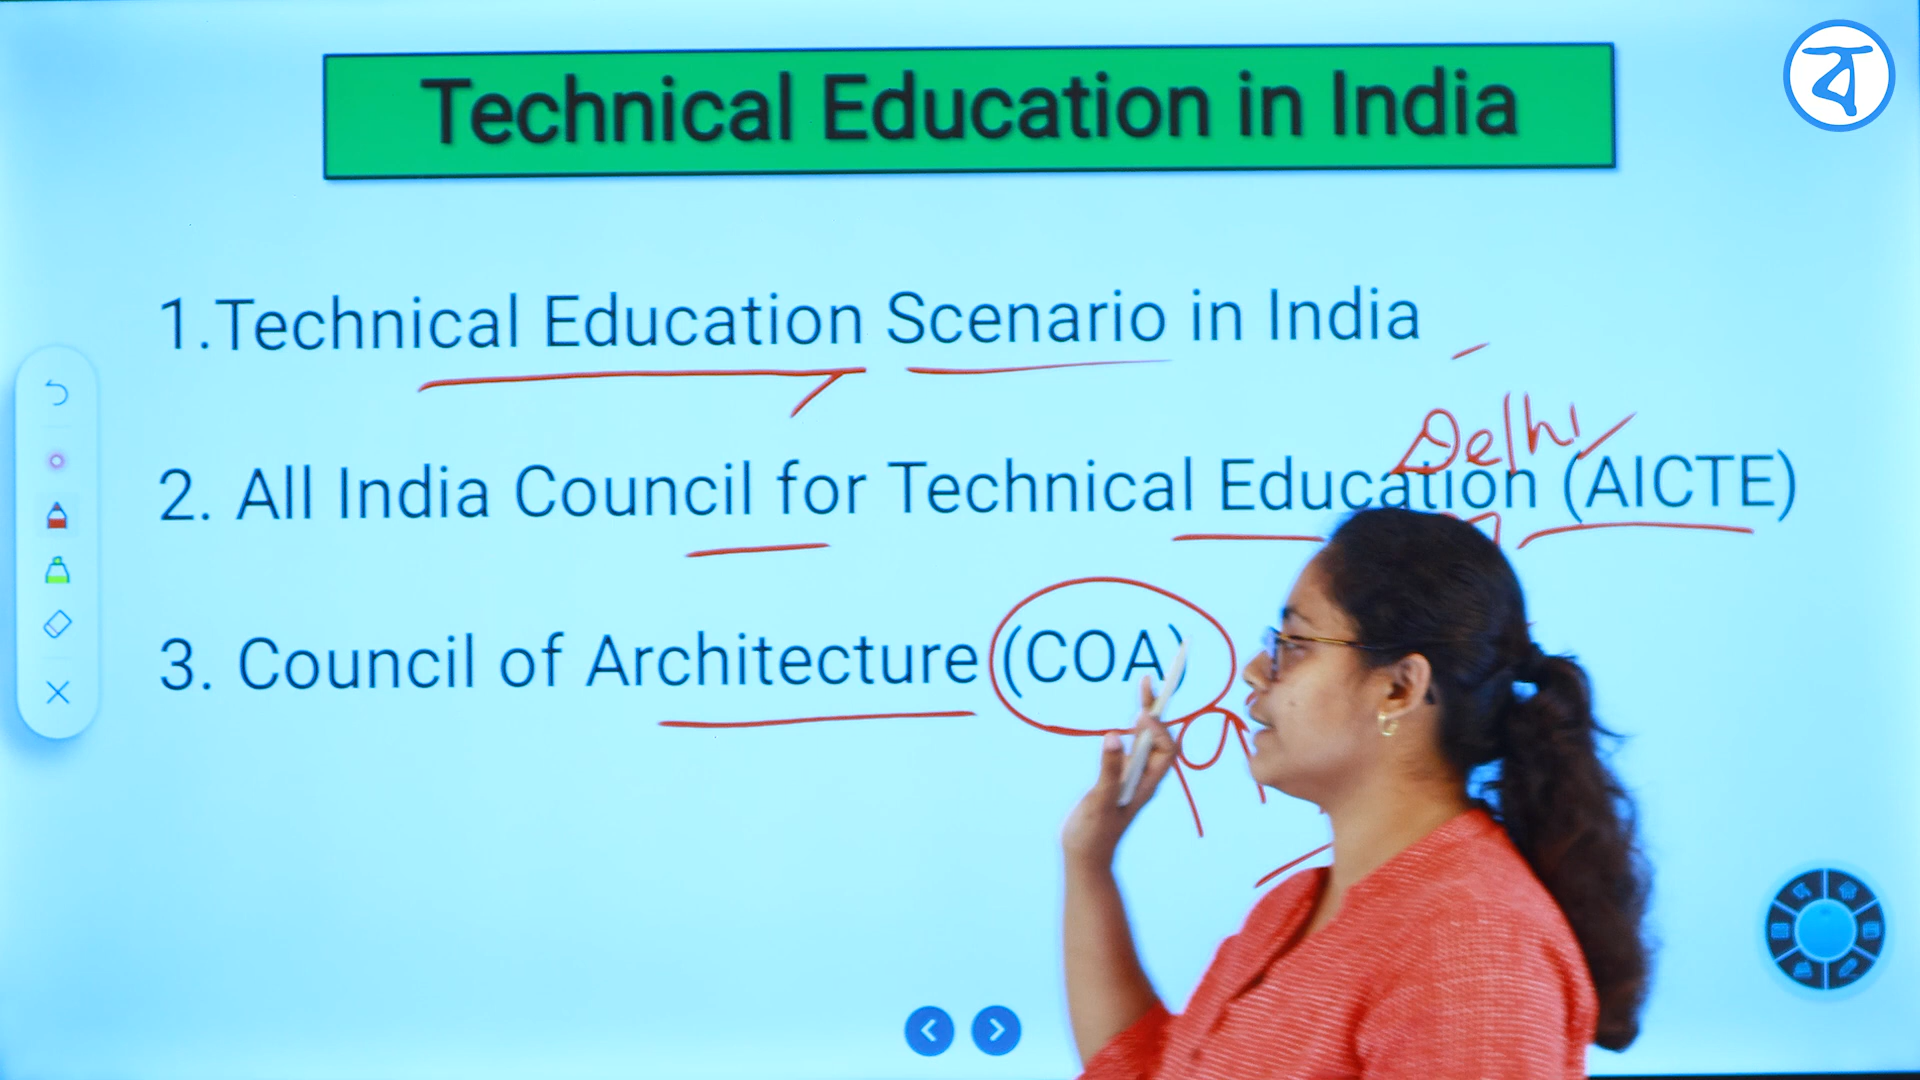 ব
Technical Education in India
1.Technical Education Scenario in India
Delhi
2. All India Council for Technical Education (AICTE)
3. Council of Architecture (COA)